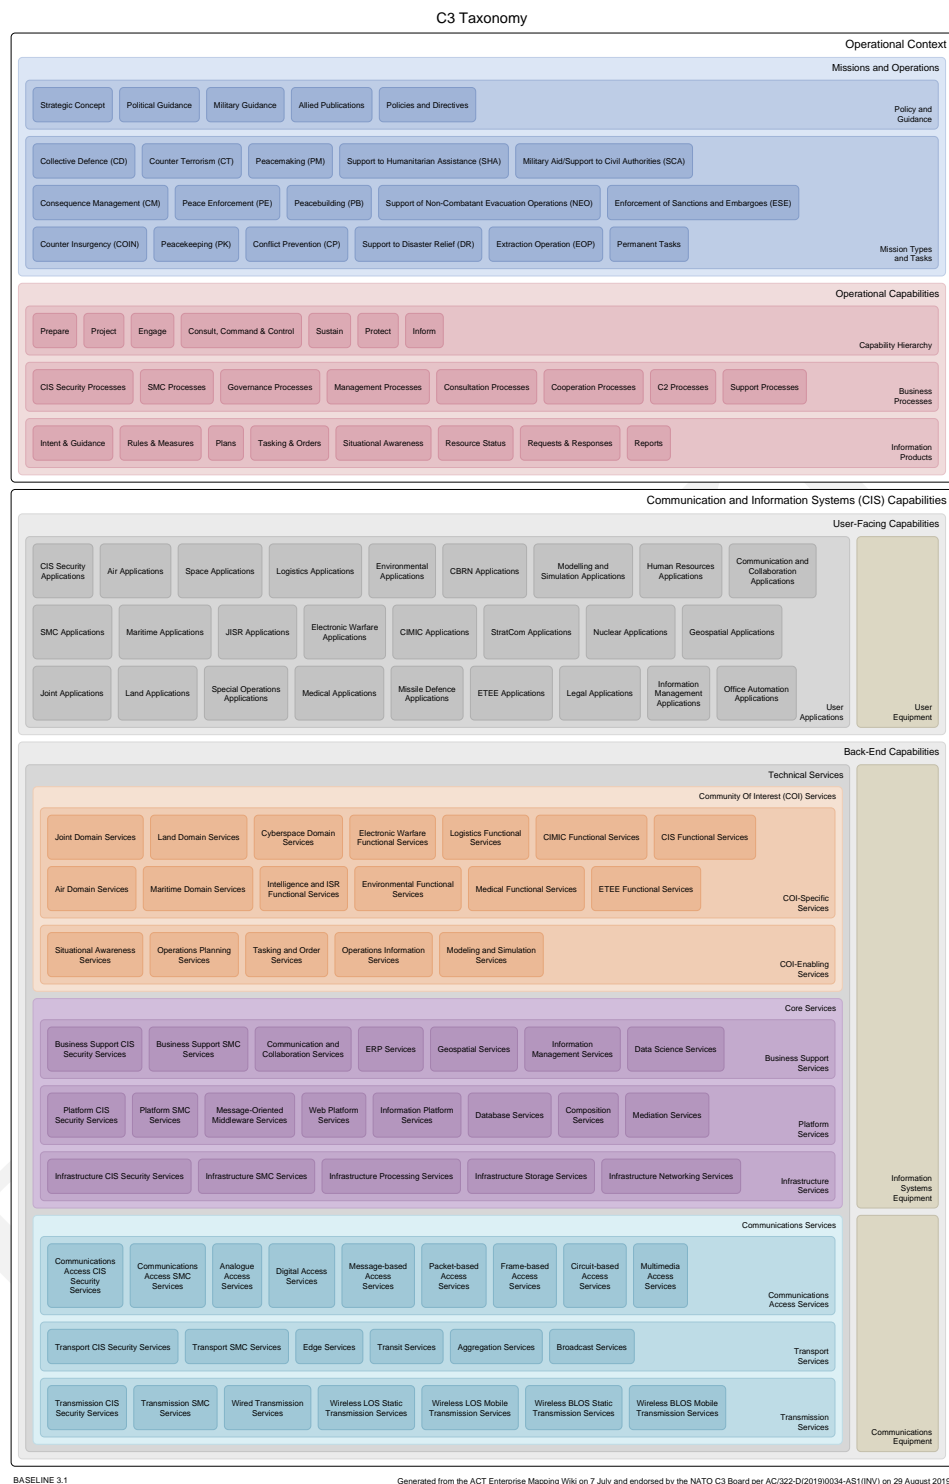 C3 Taxonomy
Operational Context
Missions and Operations
Strategic Concept
Political Guidance
Military Guidance
Allied Publications
Policies and Directives
Policy and
Guidance
Collective Defence (CD)
Counter Terrorism (CT)
Peacemaking (PM)
Support to Humanitarian Assistance (SHA)
Military Aid/Support to Civil Authorities (SCA)
Consequence Management (CM)
Peace Enforcement (PE)
Peacebuilding (PB)
Support of Non-Combatant Evacuation Operations (NEO)
Enforcement of Sanctions and Embargoes (ESE)
Counter Insurgency (COIN)
Peacekeeping (PK)
Conflict Prevention (CP)
Support to Disaster Relief (DR)
Extraction Operation (EOP)
Permanent Tasks
Mission Types
and Tasks
Operational Capabilities
Prepare
Project
Engage
Consult, Command & Control
Sustain
Protect
Inform
Capability Hierarchy
CIS Security Processes
SMC Processes
Governance Processes
Management Processes
Consultation Processes
Cooperation Processes
C2 Processes
Support Processes
Business
Processes
Intent & Guidance
Rules & Measures
Plans
Tasking & Orders
Situational Awareness
Resource Status
Requests & Responses
Reports
Information
Products
Communication and Information Systems (CIS) Capabilities
User-Facing Capabilities
CIS Security
Applications
Air Applications
Space Applications
Logistics Applications
Environmental
Applications
CBRN Applications
Modelling and
Simulation Applications
Human Resources
Applications
Communication and
Collaboration
Applications
SMC Applications
Maritime Applications
JISR Applications
Electronic Warfare
Applications
CIMIC Applications
StratCom Applications
Nuclear Applications
Geospatial Applications
Joint Applications
Land Applications
Special Operations
Applications
Medical Applications
Missile Defence
Applications
ETEE Applications
Legal Applications
Information
Management
Applications
Office Automation
Applications
User
Applications
User
Equipment
Back-End Capabilities
Technical Services
Community Of Interest (COI) Services
Joint Domain Services
Land Domain Services
Cyberspace Domain
Services
Electronic Warfare
Functional Services
Logistics Functional
Services
CIMIC Functional Services
CIS Functional Services
Air Domain Services
Maritime Domain Services
Intelligence and ISR
Functional Services
Environmental Functional
Services
Medical Functional Services
ETEE Functional Services
COI-Specific
Services
Situational Awareness
Services
Operations Planning
Services
Tasking and Order
Services
Operations Information
Services
Modeling and Simulation
Services
COI-Enabling
Services
Core Services
Business Support CIS
Security Services
Business Support SMC
Services
Communication and
Collaboration Services
ERP Services
Geospatial Services
Information
Management Services
Data Science Services
Business Support
Services
Platform CIS
Security Services
Platform SMC
Services
Message-Oriented
Middleware Services
Web Platform
Services
Information Platform
Services
Database Services
Composition
Services
Mediation Services
Platform
Services
Infrastructure CIS Security Services
Infrastructure SMC Services
Infrastructure Processing Services
Infrastructure Storage Services
Infrastructure Networking Services
Infrastructure
Services
Information
Systems
Equipment
Communications Services
Communications
Access CIS
Security
Services
Communications
Access SMC
Services
Analogue
Access
Services
Digital Access
Services
Message-based
Access
Services
Packet-based
Access
Services
Frame-based
Access
Services
Circuit-based
Access
Services
Multimedia
Access
Services
Communications
Access Services
Transport CIS Security Services
Transport SMC Services
Edge Services
Transit Services
Aggregation Services
Broadcast Services
Transport
Services
Transmission CIS
Security Services
Transmission SMC
Services
Wired Transmission
Services
Wireless LOS Static
Transmission Services
Wireless LOS Mobile
Transmission Services
Wireless BLOS Static
Transmission Services
Wireless BLOS Mobile
Transmission Services
Transmission
Services
Communications
Equipment
BASELINE 3.1
Generated from the ACT Enterprise Mapping Wiki on 7 July and endorsed by the NATO C3 Board per AC/322-D(2019)0034-AS1(INV) on 29 August 2019